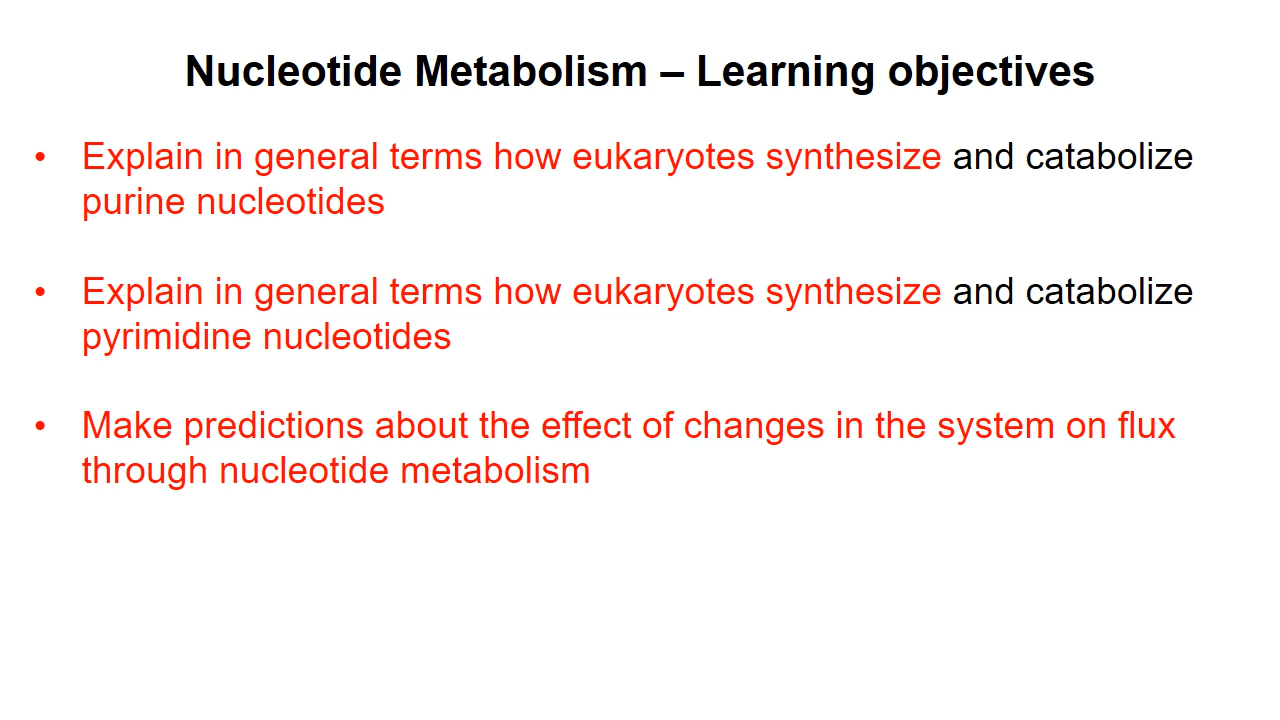 Nucleotide Metabolism – Learning objectives
• Explain in general terms how eukaryotes synthesize and catabolize
purine nucleotides
• Explain in general terms how eukaryotes synthesize and catabolize
pyrimidine nucleotides
• Make predictions about the effect of changes in the system on flux
through nucleotide metabolism